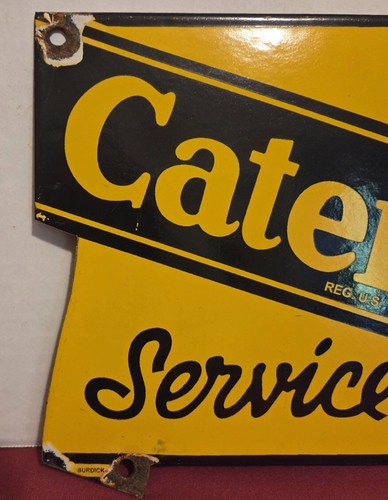 Cater
REG. U.S
Service
BURDICK